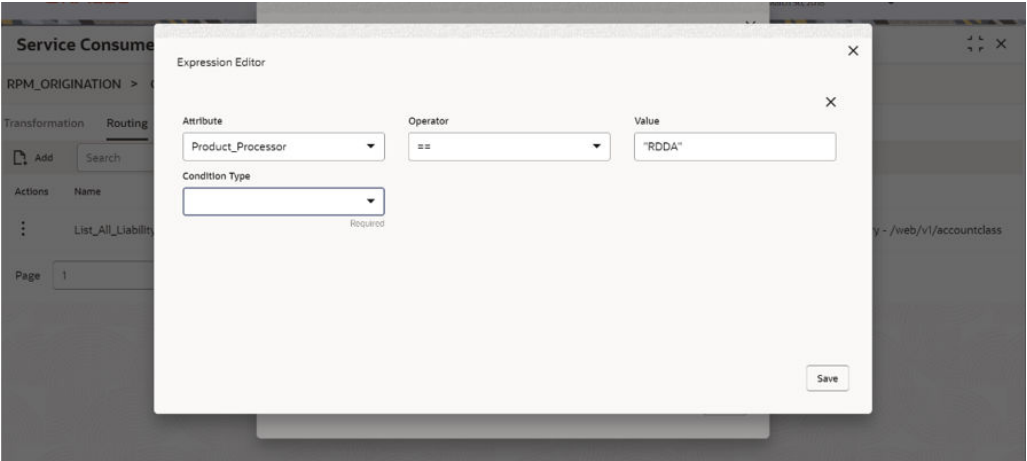 Service Consume
RPM_ORIGINATION >
Expression Editor
Transformation Routing
Attribute Operator Value
Product_Processor == "RDDA"
Add Search
Condition Type
Actions Name
Required
List_All_Liability y - /web/v1/accountclass
Page 1
Save